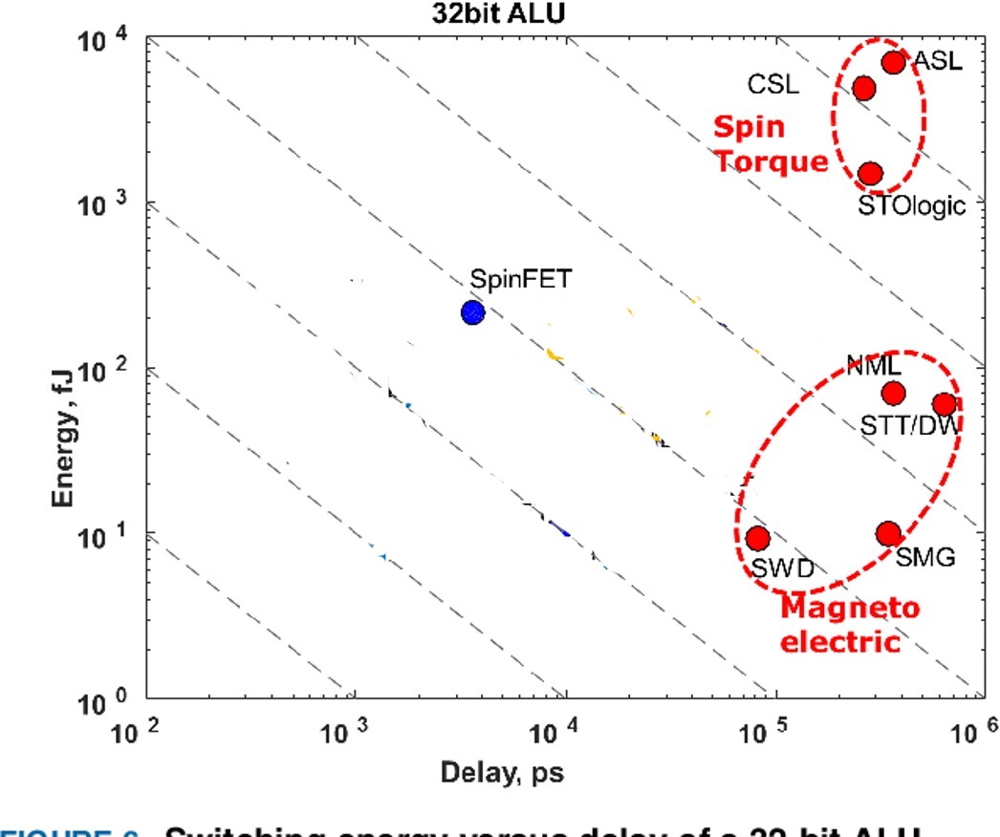 32bit ALU
10 4
ASL
CSL
Spin
Torque
10 3
STOlogic
SpinFET
10 2
NML
STT/DW
Energy, fJ
10 1
SWD
SMG
Magneto
electric
10 0
10 2
10 3
10 4
10 5
10 6
Delay, ps
FIGURE 6. Switching energy versus delay of a 32-bit ALU